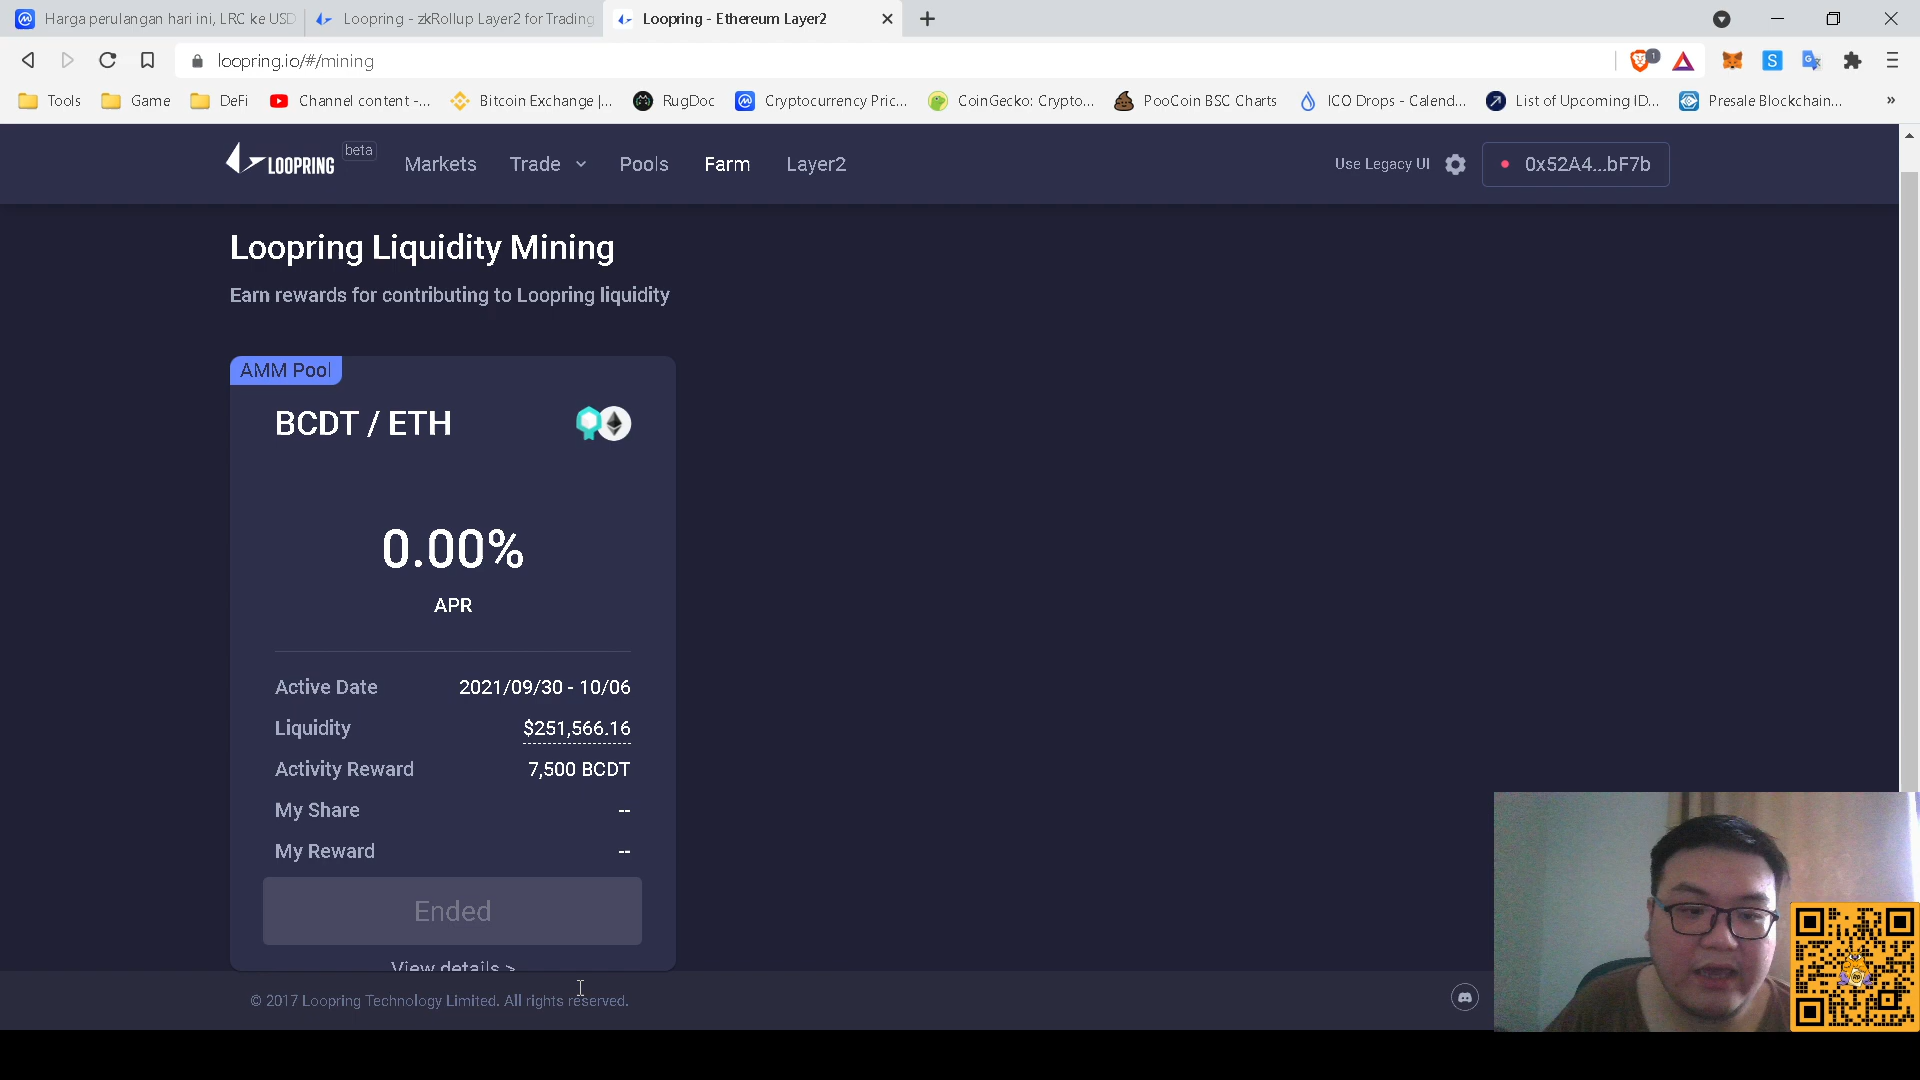 Harga perulangan hari ini, LRC ke USD
Loopring - zkRollup Layer2 for Trading
Loopring - Ethereum Layer2
loopring.io/#/mining
1
S
Tools
Game
DeFi
Channel content -...
Bitcoin Exchange |...
RugDoc
Cryptocurrency Pric...
CoinGecko: Crypto...
PooCoin BSC Charts
ICO Drops - Calend...
List of Upcoming ID...
Presale Blockchain...
»
LOOPRING
beta
Markets
Trade
Pools
Farm
Layer2
Use Legacy UI
0x52A4...bF7b
Loopring Liquidity Mining
Earn rewards for contributing to Loopring liquidity
AMM Pool
BCDT / ETH
0.00%
APR
Active Date 2021/09/30 - 10/06
Liquidity $251,566.16
Activity Reward 7,500 BCDT
My Share --
My Reward --
Ended
View details >
© 2017 Loopring Technology Limited. All rights reserved.